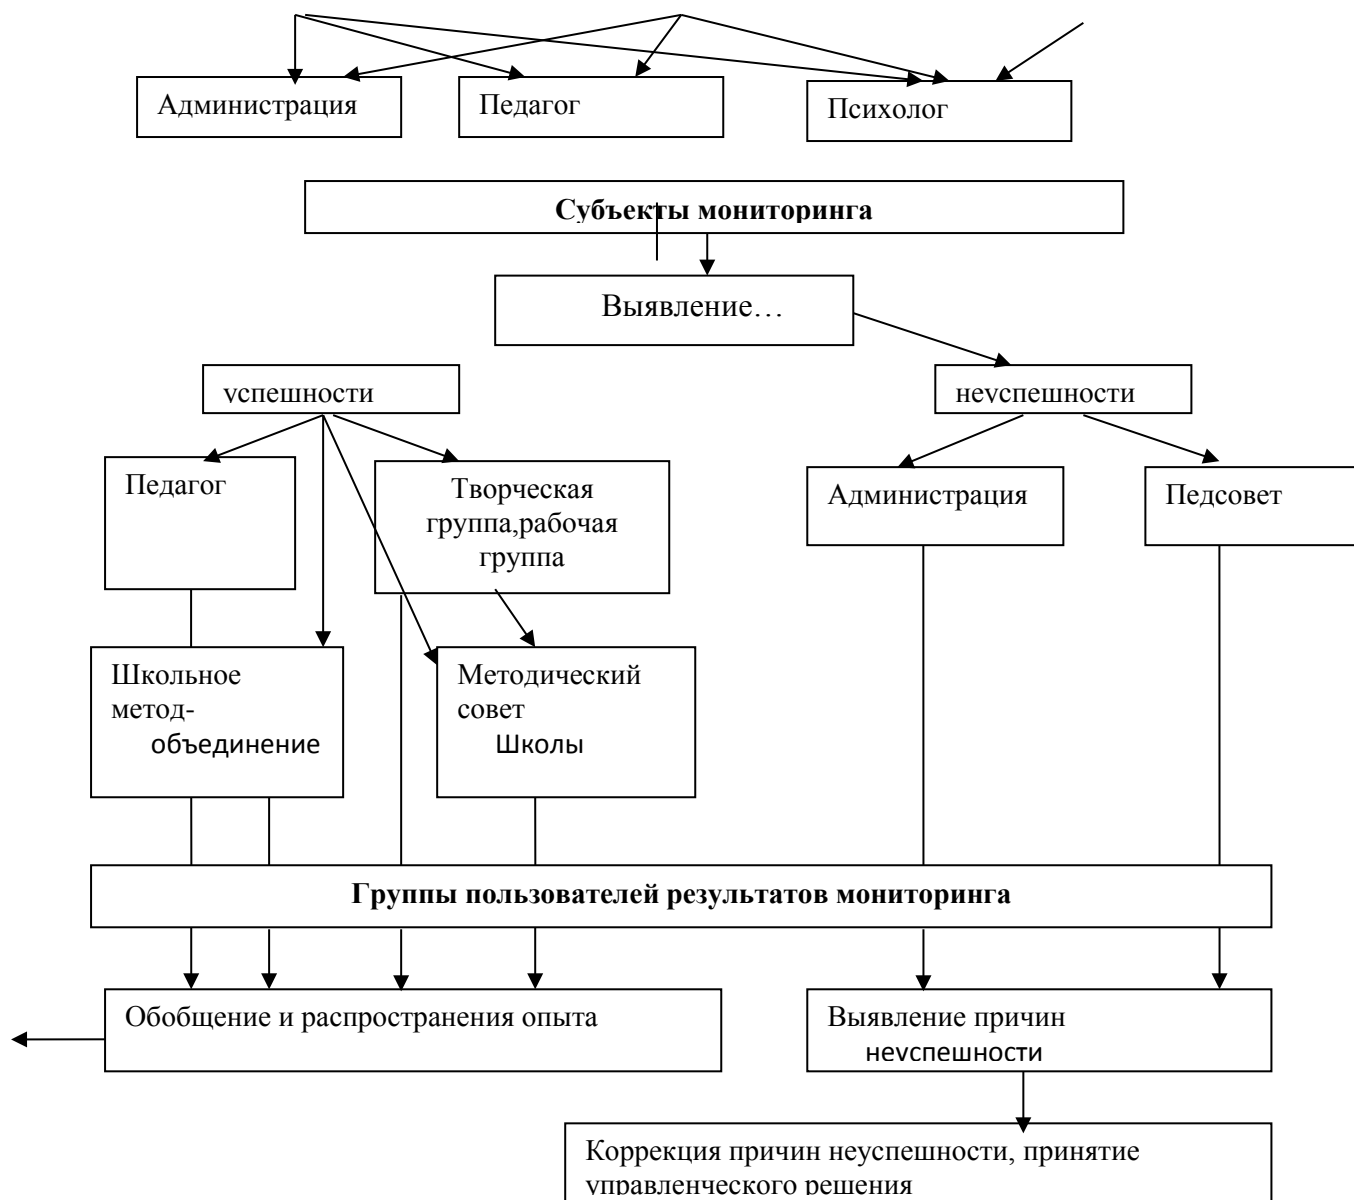 Администрация
Педагог
Психолог
Субъекты мониторинга
Выявление…
успешности
неуспешности
Педагог
Творческая
группа,рабочая
группа
Администрация
Педсовет
Школьное
метод-
объединение
Методический
совет
Школы
Группы пользователей результатов мониторинга
Обобщение и распространения опыта
Выявление причин
неуспешности
Коррекция причин неуспешности, принятие
управленческого решения